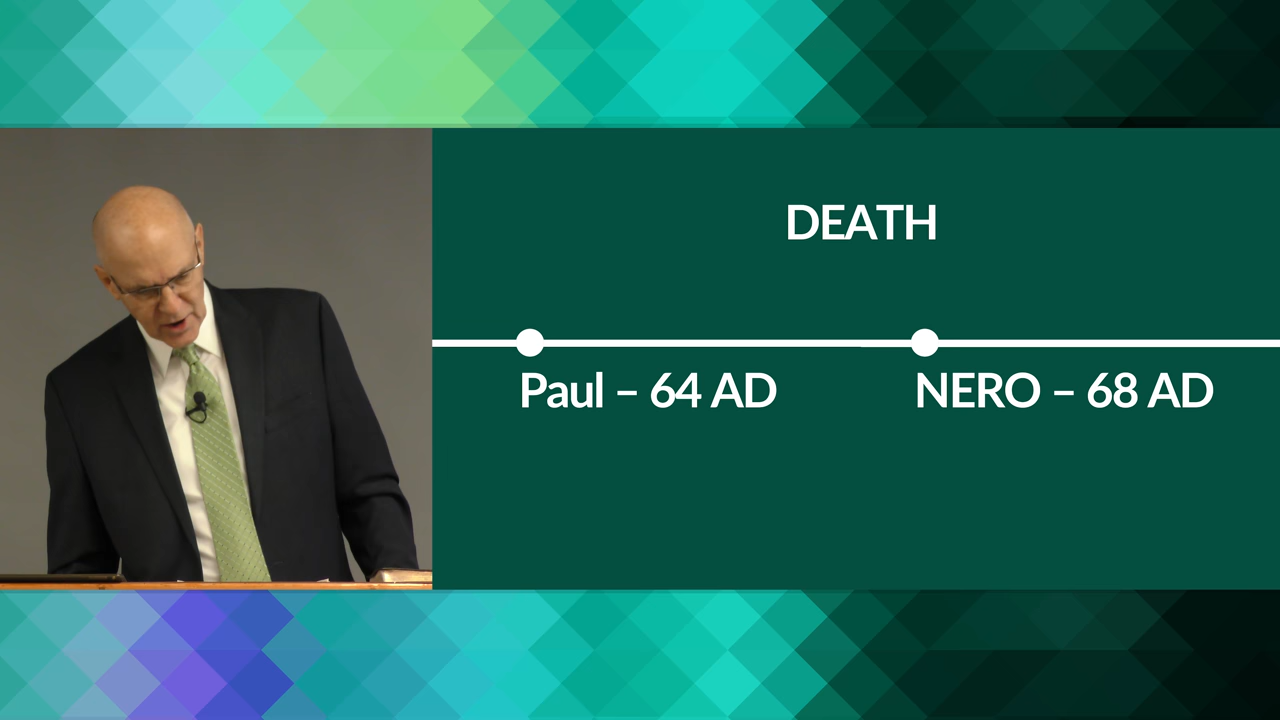 DEATH
Paul – 64 AD
NERO – 68 AD